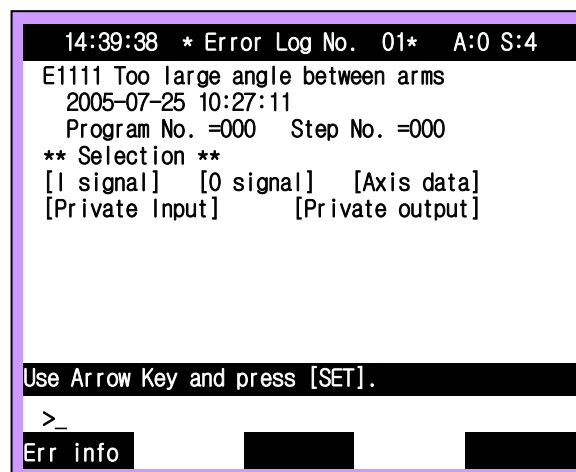 14:39:38 * Error Log No. 01* A:0 S:4
E1111 Too large angle between arms
2005-07-25 10:27:11
Program No. =000 Step No. =000
** Selection **
[I signal] [O signal] [Axis data]
[Private Input] [Private output]
Use Arrow Key and press [SET].
>_
Err info